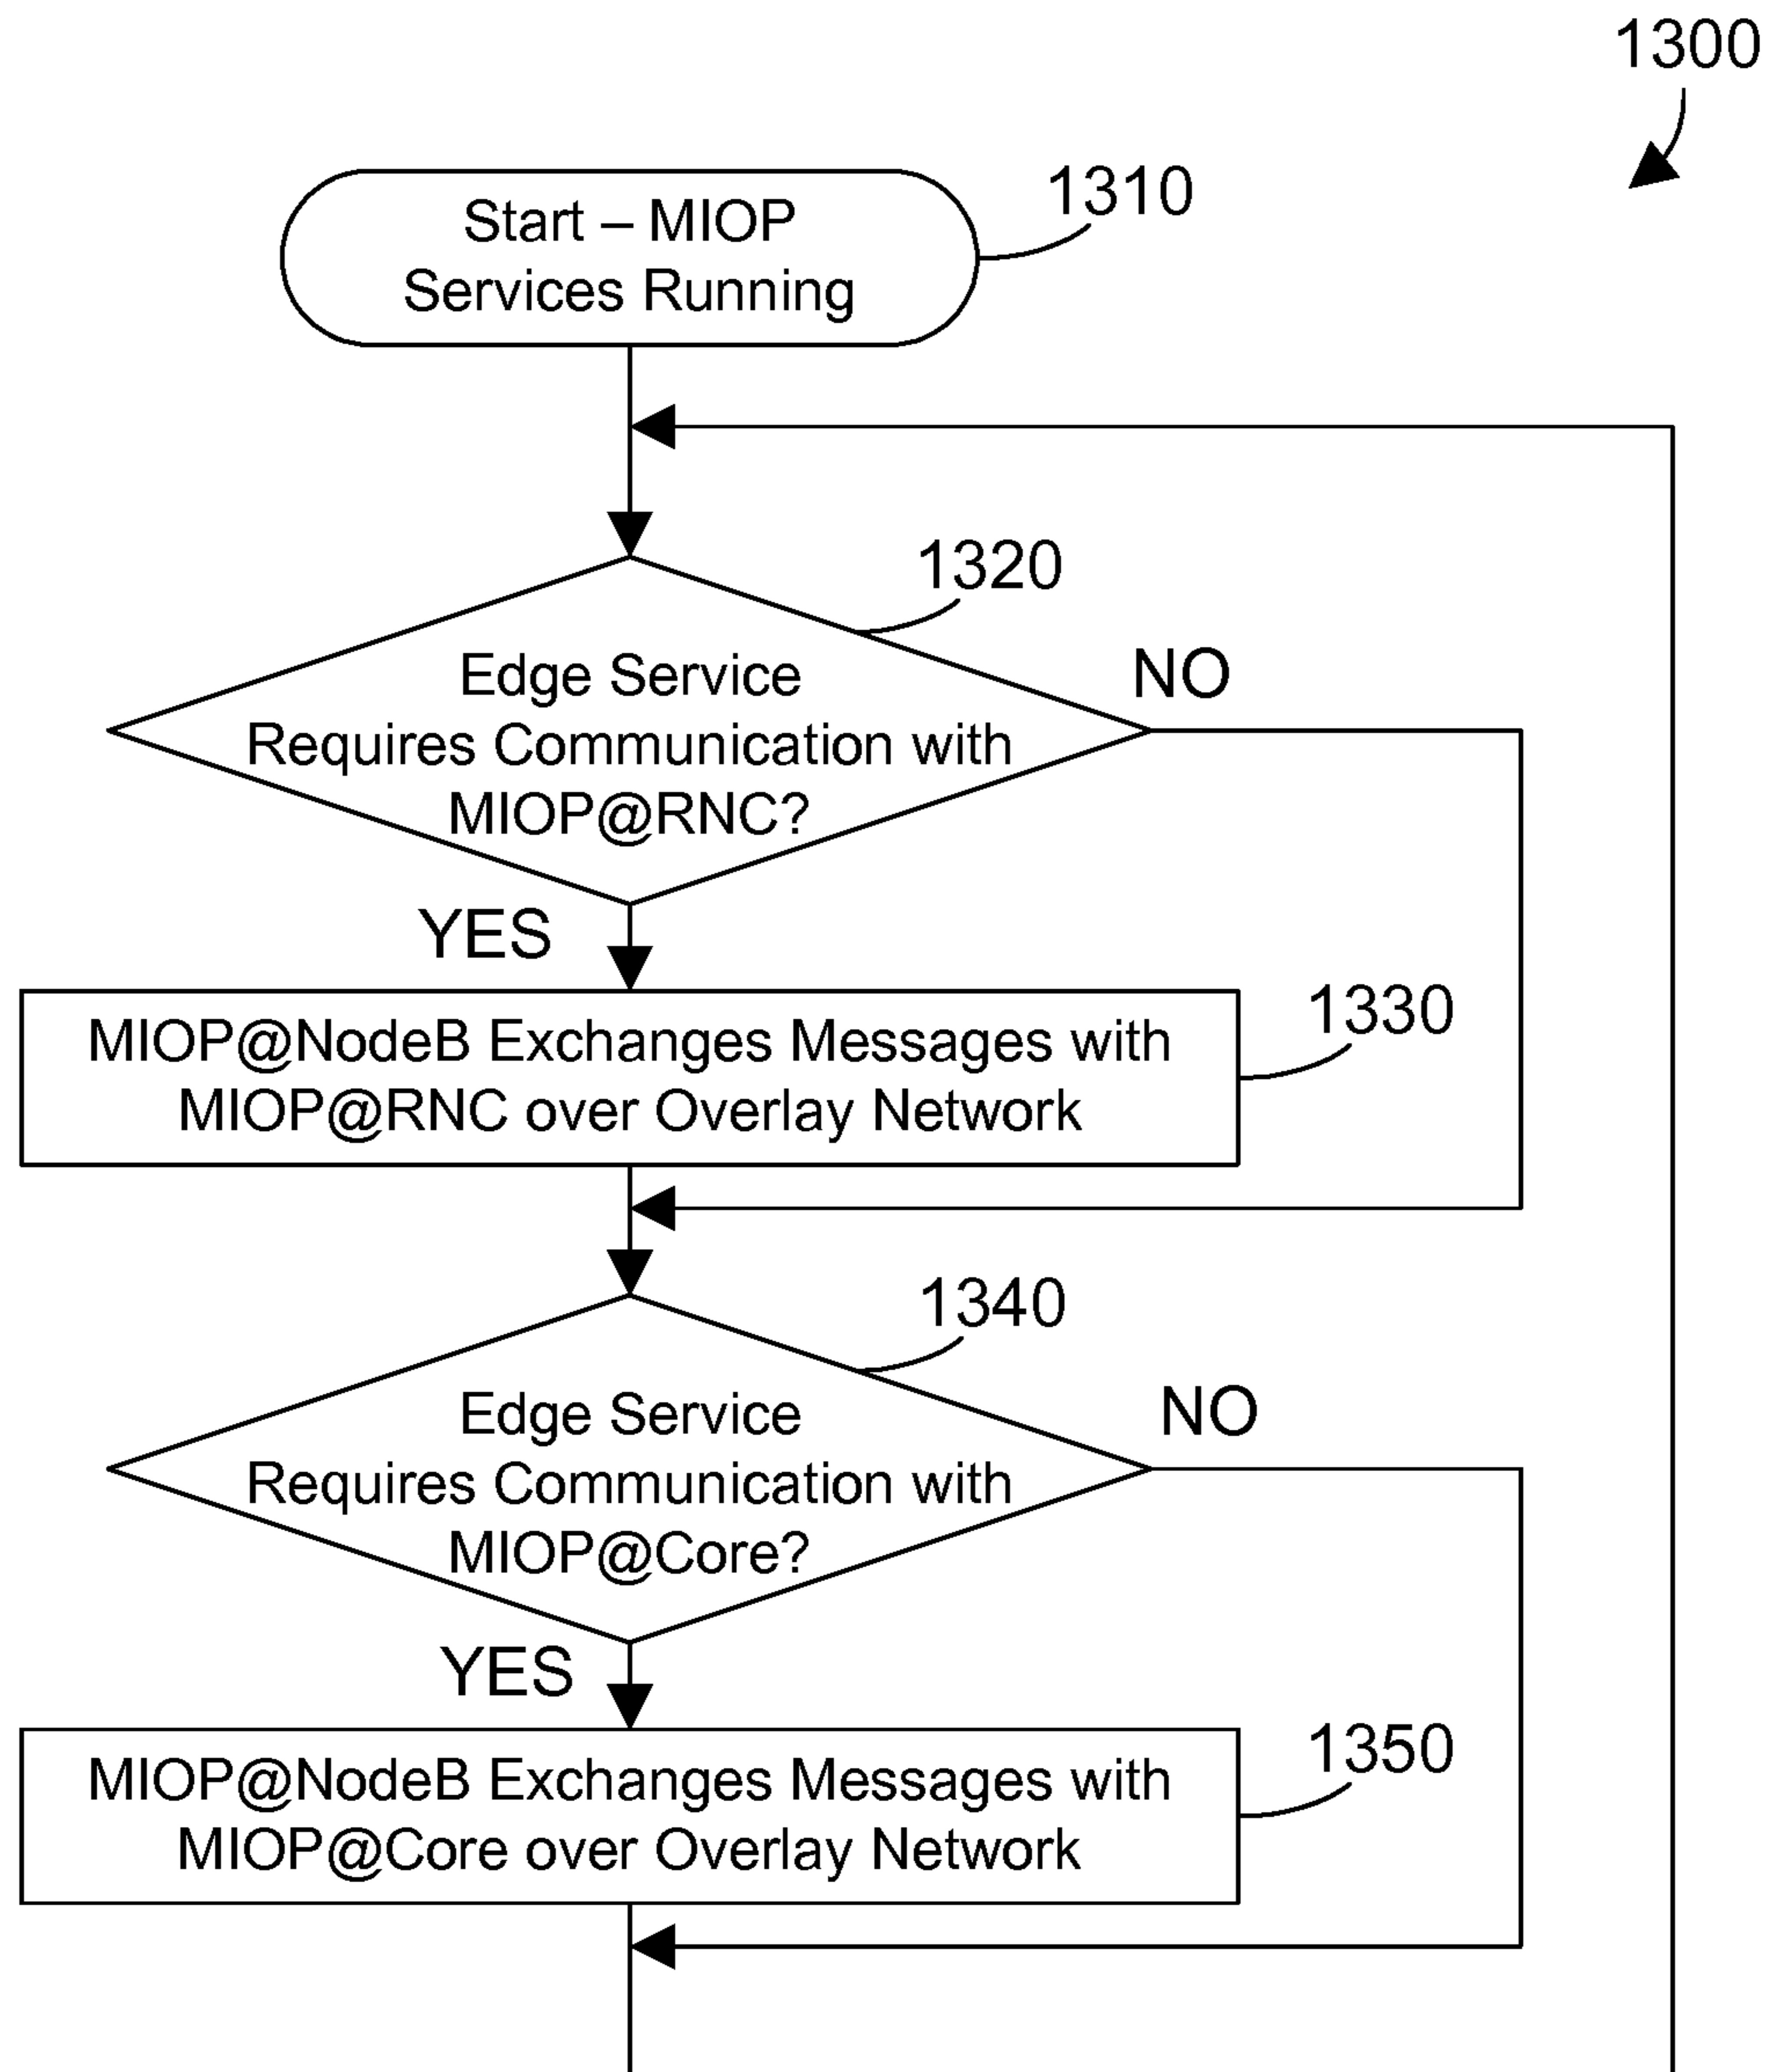 1300
1310
Start – MIOP
Services Running
1320
Edge Service
Requires Communication with
MIOP@RNC?
NO
YES
1330
MIOP@NodeB Exchanges Messages with
MIOP@RNC over Overlay Network
1340
Edge Service
Requires Communication with
MIOP@Core?
NO
YES
1350
MIOP@NodeB Exchanges Messages with
MIOP@Core over Overlay Network